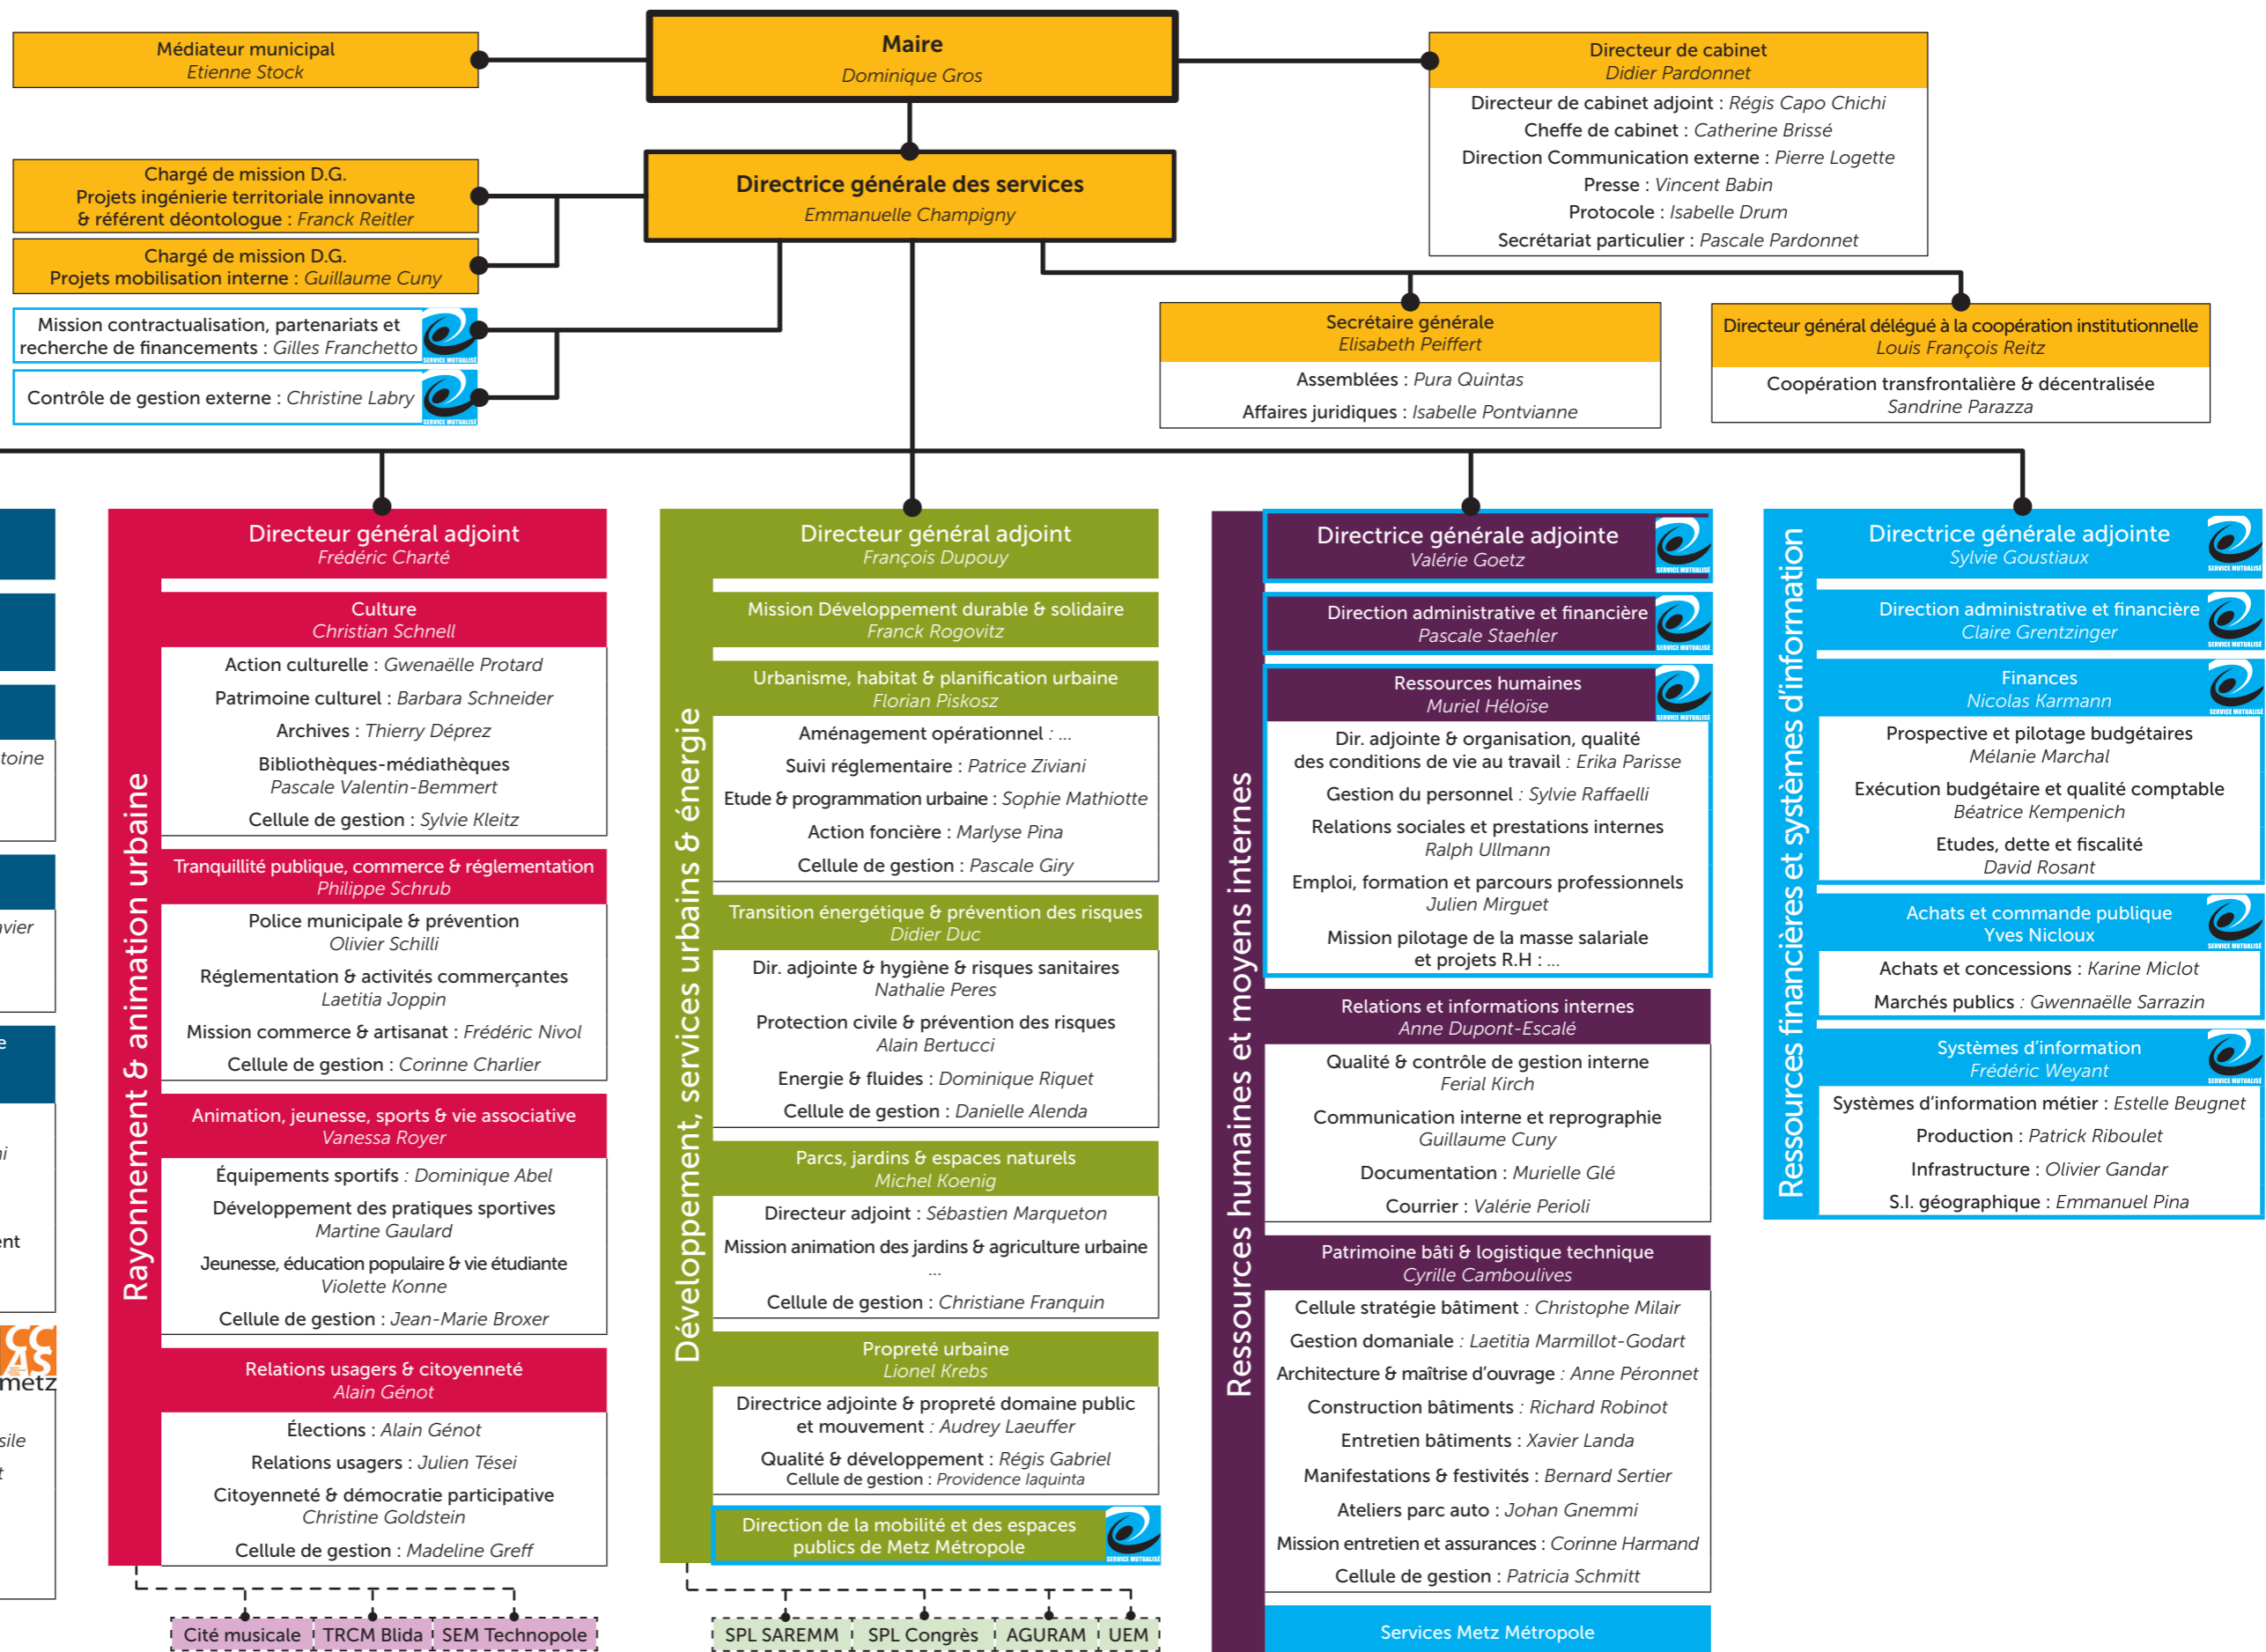 Médiateur municipal
Etienne Stock
Maire
Dominique Gros
Directeur de cabinet
Didier Pardonnet
Directeur de cabinet adjoint : Régis Capo Chichi
Cheffe de cabinet : Catherine Brissé
Direction Communication externe : Pierre Logette
Presse : Vincent Babin
Protocole : Isabelle Drum
Secrétariat particulier : Pascale Pardonnet
Directrice générale des services
Emmanuelle Champigny
Chargé de mission D.G.
Projets ingénierie territoriale innovante
& référent déontologue : Franck Reitler
Chargé de mission D.G.
Projets mobilisation interne : Guillaume Cuny
Mission contractualisation, partenariats et
recherche de financements : Gilles Franchetto
SERVICE MUTUALISÉ
Contrôle de gestion externe : Christine Labry
SERVICE MUTUALISÉ
Secrétaire générale
Elisabeth Peiffert
Assemblées : Pura Quintas
Affaires juridiques : Isabelle Pontvianne
Directeur général délégué à la coopération institutionnelle
Louis François Reitz
Coopération transfrontalière & décentralisée
Sandrine Parazza
toine
avier
e
ni
ent
CCAS
metz
sile
t
Rayonnement & animation urbaine
Directeur général adjoint
Frédéric Charté
Culture
Christian Schnell
Action culturelle : Gwenaëlle Protard
Patrimoine culturel : Barbara Schneider
Archives : Thierry Déprez
Bibliothèques-médiathèques
Pascale Valentin-Bemmert
Cellule de gestion : Sylvie Kleitz
Tranquillité publique, commerce & réglementation
Philippe Schrub
Police municipale & prévention
Olivier Schilli
Réglementation & activités commerçantes
Laetitia Joppin
Mission commerce & artisanat : Frédéric Nivol
Cellule de gestion : Corinne Charlier
Animation, jeunesse, sports & vie associative
Vanessa Royer
Équipements sportifs : Dominique Abel
Développement des pratiques sportives
Martine Gaulard
Jeunesse, éducation populaire & vie étudiante
Violette Konne
Cellule de gestion : Jean-Marie Broxer
Relations usagers & citoyenneté
Alain Génot
Élections : Alain Génot
Relations usagers : Julien Tései
Citoyenneté & démocratie participative
Christine Goldstein
Cellule de gestion : Madeline Greff
Cité musicale
TRCM Blida
SEM Technopole
Développement, services urbains & énergie
Directeur général adjoint
François Dupouy
Mission Développement durable & solidaire
Franck Rogovitz
Urbanisme, habitat & planification urbaine
Florian Piskosz
Aménagement opérationnel : ...
Suivi réglementaire : Patrice Ziviani
Etude & programmation urbaine : Sophie Mathiotte
Action foncière : Marlyse Pina
Cellule de gestion : Pascale Giry
Transition énergétique & prévention des risques
Didier Duc
Dir. adjointe & hygiène & risques sanitaires
Nathalie Peres
Protection civile & prévention des risques
Alain Bertucci
Energie & fluides : Dominique Riquet
Cellule de gestion : Danielle Alenda
Parcs, jardins & espaces naturels
Michel Koenig
Directeur adjoint : Sébastien Marqueton
Mission animation des jardins & agriculture urbaine
...
Cellule de gestion : Christiane Franquin
Propreté urbaine
Lionel Krebs
Directrice adjointe & propreté domaine public
et mouvement : Audrey Laeuffer
Qualité & développement : Régis Gabriel
Cellule de gestion : Providence Iaquinta
Direction de la mobilité et des espaces
publics de Metz Métropole
SERVICE MUTUALISÉ
SPL SAREMM
SPL Congrès
AGURAM
UEM
Ressources humaines et moyens internes
Directrice générale adjointe
Valérie Goetz
SERVICE MUTUALISÉ
Direction administrative et financière
Pascale Staehler
SERVICE MUTUALISÉ
Ressources humaines
Muriel Héloïse
SERVICE MUTUALISÉ
Dir. adjointe & organisation, qualité
des conditions de vie au travail : Erika Parisse
Gestion du personnel : Sylvie Raffaelli
Relations sociales et prestations internes
Ralph Ullmann
Emploi, formation et parcours professionnels
Julien Mirguet
Mission pilotage de la masse salariale
et projets R.H : ...
Relations et informations internes
Anne Dupont-Escalé
Qualité & contrôle de gestion interne
Ferial Kirch
Communication interne et reprographie
Guillaume Cuny
Documentation : Murielle Glé
Courrier : Valérie Perioli
Patrimoine bâti & logistique technique
Cyrille Camboulives
Cellule stratégie bâtiment : Christophe Milair
Gestion domaniale : Laetitia Marmillot-Godart
Architecture & maîtrise d'ouvrage : Anne Péronnet
Construction bâtiments : Richard Robinot
Entretien bâtiments : Xavier Landa
Manifestations & festivités : Bernard Sertier
Ateliers parc auto : Johan Gnemmi
Mission entretien et assurances : Corinne Harmand
Cellule de gestion : Patricia Schmitt
Services Metz Métropole
Ressources financières et systèmes d'information
Directrice générale adjointe
Sylvie Goustiaux
SERVICE MUTUALISÉ
Direction administrative et financière
Claire Grentzinger
SERVICE MUTUALISÉ
Finances
Nicolas Karmann
SERVICE MUTUALISÉ
Prospective et pilotage budgétaires
Mélanie Marchal
Exécution budgétaire et qualité comptable
Béatrice Kempenich
Etudes, dette et fiscalité
David Rosant
Achats et commande publique
Yves Nicloux
SERVICE MUTUALISÉ
Achats et concessions : Karine Miclot
Marchés publics : Gwennaëlle Sarrazin
Systèmes d'information
Frédéric Weyant
SERVICE MUTUALISÉ
Systèmes d'information métier : Estelle Beugnet
Production : Patrick Riboulet
Infrastructure : Olivier Gandar
S.I. géographique : Emmanuel Pina